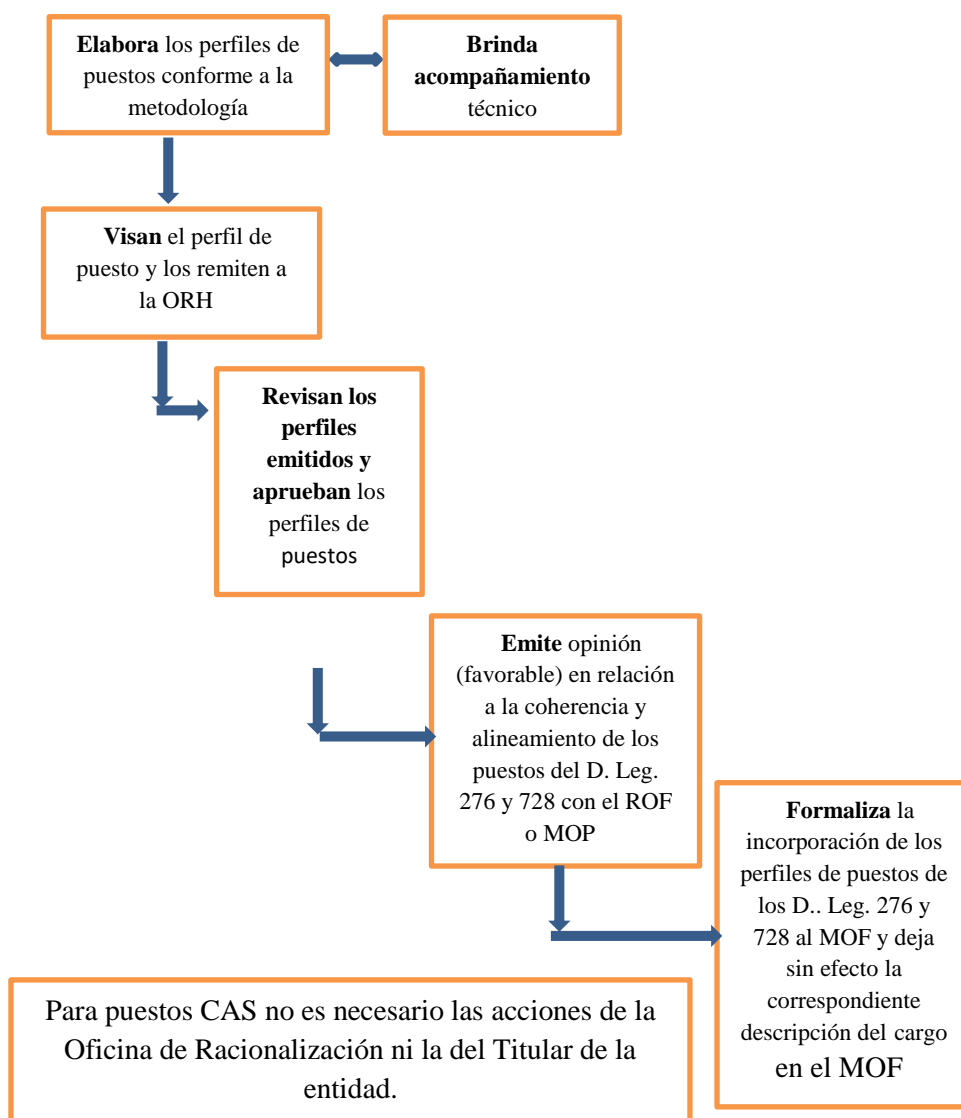 Elabora los perfiles de
puestos conforme a la
metodología
Brinda
acompañamiento
técnico
Visan el perfil de
puesto y los remiten a
la ORH
Revisan los
perfiles
emitidos y
aprueban los
perfiles de
puestos
Emite opinión
(favorable) en relación
a la coherencia y
alineamiento de los
puestos del D. Leg.
276 y 728 con el ROF
o MOP
Formaliza la
incorporación de los
perfiles de puestos de
los D.. Leg. 276 y
728 al MOF y deja
sin efecto la
correspondiente
descripción del cargo
en el MOF
Para puestos CAS no es necesario las acciones de la
Oficina de Racionalización ni la del Titular de la
entidad.